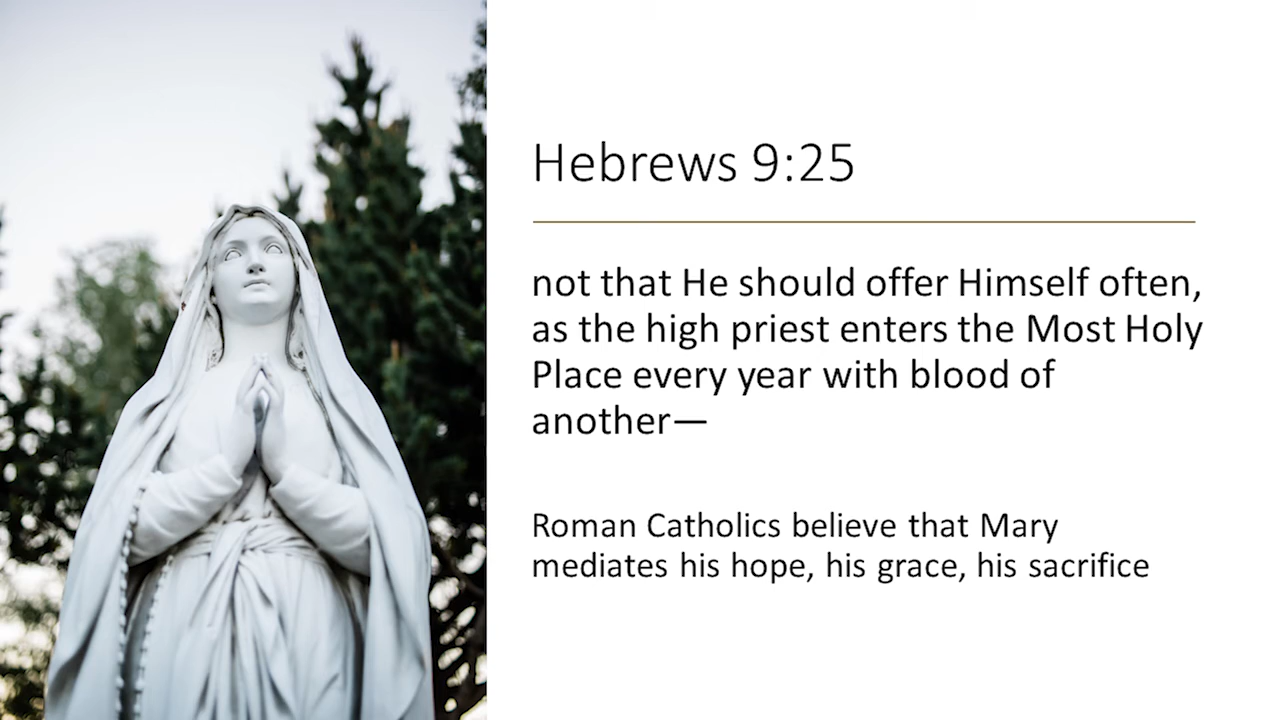 Hebrews 9:25
not that He should offer Himself often,
as the high priest enters the Most Holy
Place every year with blood of
another—
Roman Catholics believe that Mary
mediates his hope, his grace, his sacrifice